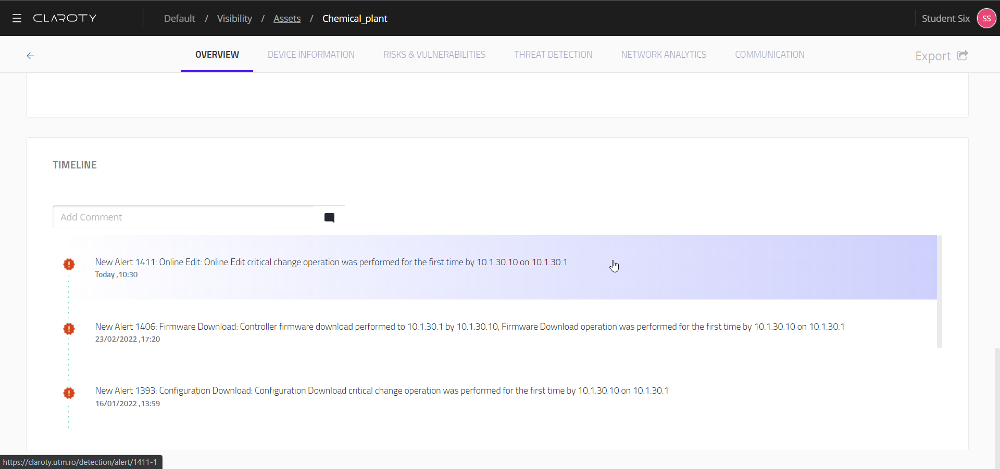 CLAROTY
Default / Visibility / Assets / Chemical_plant
Student Six SS
OVERVIEW DEVICE INFORMATION RISKS & VULNERABILITIES THREAT DETECTION NETWORK ANALYTICS COMMUNICATION Export
TIMELINE
Add Comment
New Alert 1411: Online Edit: Online Edit critical change operation was performed for the first time by 10.1.30.10 on 10.1.30.1
Today ,10:30
New Alert 1406: Firmware Download: Controller firmware download performed to 10.1.30.1 by 10.1.30.10, Firmware Download operation was performed for the first time by 10.1.30.10 on 10.1.30.1
23/02/2022 ,17:20
New Alert 1393: Configuration Download: Configuration Download critical change operation was performed for the first time by 10.1.30.10 on 10.1.30.1
16/01/2022 ,13:59
https://claroty.utm.ro/detection/alert/1411-1